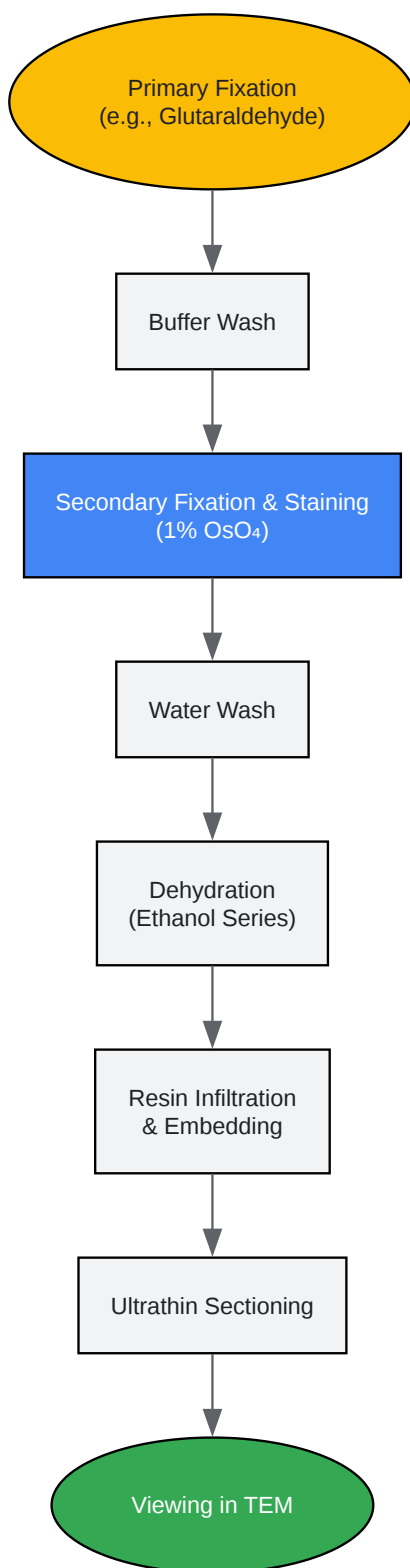 Primary Fixation
(e.g., Glutaraldehyde)
Buffer Wash
Secondary Fixation & Staining
(1% OsO₄)
Water Wash
Dehydration
(Ethanol Series)
Resin Infiltration
& Embedding
Ultrathin Sectioning
Viewing in TEM